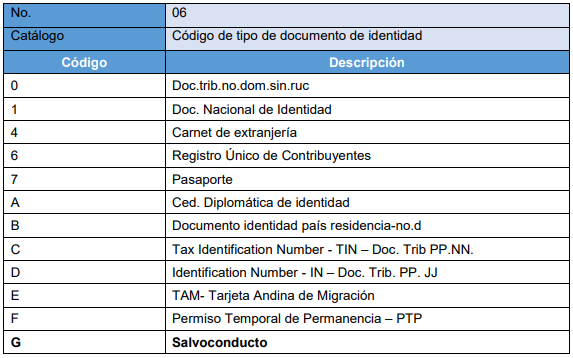 No. 06
Catálogo Código de tipo de documento de identidad
Código Descripción
0 Doc.trib.no.dom.sin.ruc
1 Doc. Nacional de Identidad
4 Carnet de extranjería
6 Registro Único de Contribuyentes
7 Pasaporte
A Ced. Diplomática de identidad
B Documento identidad país residencia-no.d
C Tax Identification Number - TIN – Doc. Trib PP.NN.
D Identification Number - IN – Doc. Trib. PP. JJ
E TAM- Tarjeta Andina de Migración
F Permiso Temporal de Permanencia – PTP
G Salvoconducto